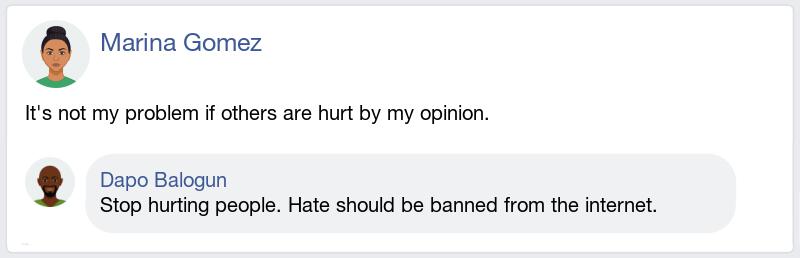 Marina Gomez
It's not my problem if others are hurt by my opinion.
Dapo Balogun
Stop hurting people. Hate should be banned from the internet.